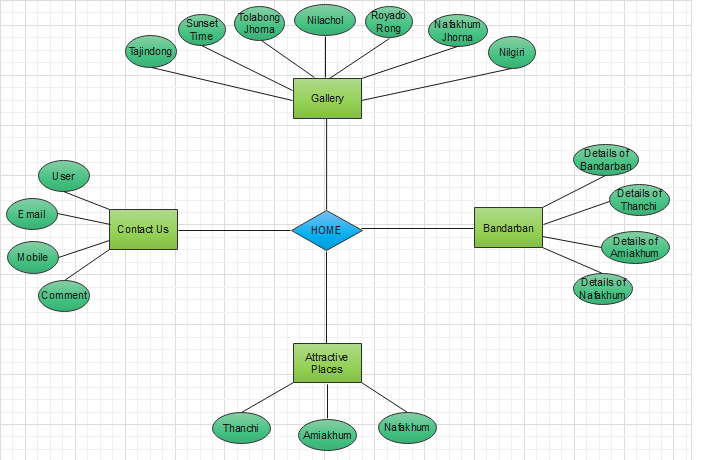 Tajindong
Sunset
Time
Tolabong
Jhorna
Nilachol
Royado
Rong
Nafakhum
Jhorna
Nilgiri
Gallery
User
Email
Mobile
Comment
Contact Us
HOME
Bandarban
Details of
Bandarban
Details of
Thanchi
Details of
Amiakhum
Details of
Nafakhum
Attractive
Places
Thanchi
Amiakhum
Nafakhum